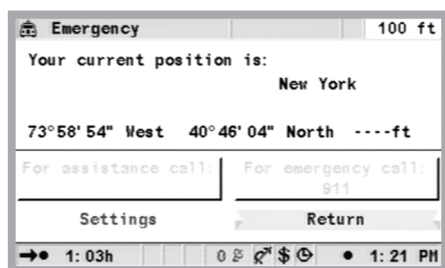 Emergency 100 ft
Your current position is:
New York
73°58'54" West 40°46'04" North ----ft
For assistance call: For emergency call:
911
Settings Return
1:03h 0 $ 1:21 PM